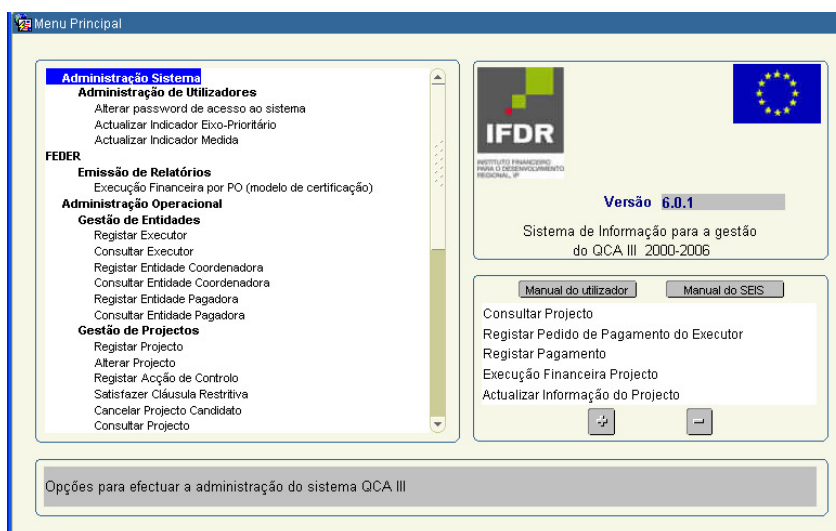 Menu Principal
Administração Sistema
Administração de Utilizadores
Alterar password de acesso ao sistema
Actualizar Indicador Eixo-Prioritário
Actualizar Indicador Medida
FEDER
Emissão de Relatórios
Execução Financeira por PO (modelo de certificação)
Administração Operacional
Gestão de Entidades
Registar Executor
Consultar Executor
Registar Entidade Coordenadora
Consultar Entidade Coordenadora
Registar Entidade Pagadora
Consultar Entidade Pagadora
Gestão de Projectos
Registar Projecto
Alterar Projecto
Registar Acção de Controlo
Satisfazer Cláusula Restritiva
Cancelar Projecto Candidato
Consultar Projecto
IFDR
INSTITUTO FINANCEIRO
PARA O DESENVOLVIMENTO
REGIONAL, IP
Versão 6.0.1
Sistema de Informação para a gestão
do QCA III 2000-2006
Manual do utilizador Manual do SEIS
Consultar Projecto
Registar Pedido de Pagamento do Executor
Registar Pagamento
Execução Financeira Projecto
Actualizar Informação do Projecto
+ -
Opções para efectuar a administração do sistema QCA III